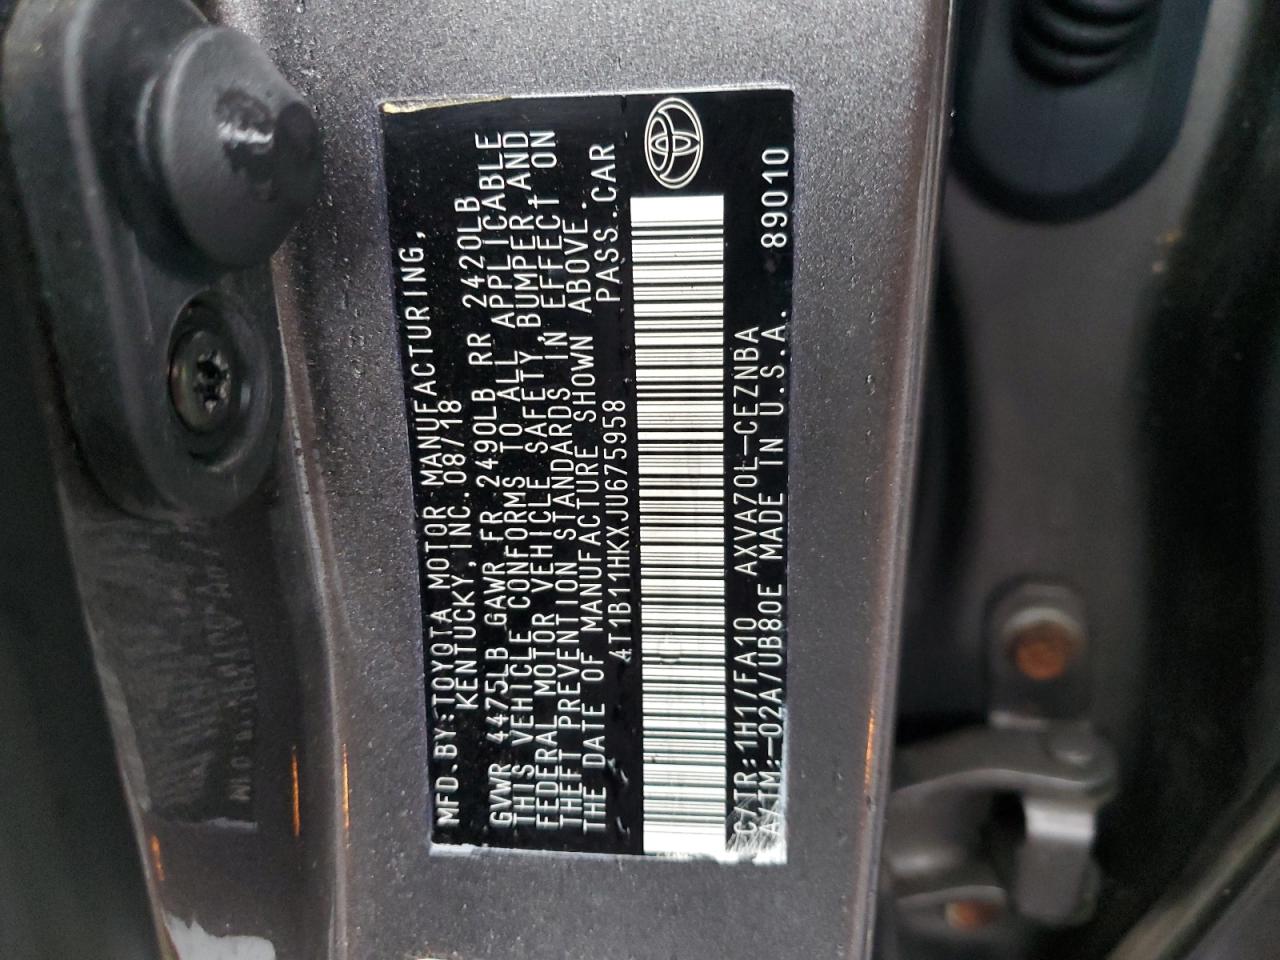 MFD.BY:TOYOTA MOTOR MANUFACTURING,
KENTUCKY,INC.08/18
GVWR 4475LB GAWR FR 2490LB RR 2420LB
THIS VEHICLE CONFORMS TO ALL APPLICABLE
FEDERAL MOTOR VEHICLE SAFETY,BUMPER,AND
THEFT PREVENTION STANDARDS IN EFFECT ON
THE DATE OF MANUFACTURE SHOWN ABOVE.
4T1B11HKXJU675958 PASS.CAR
C/TR:1H1/FA10 AXVA70L-CEZNBA 89010
A/TM:-02A/UB80E MADE IN U.S.A.